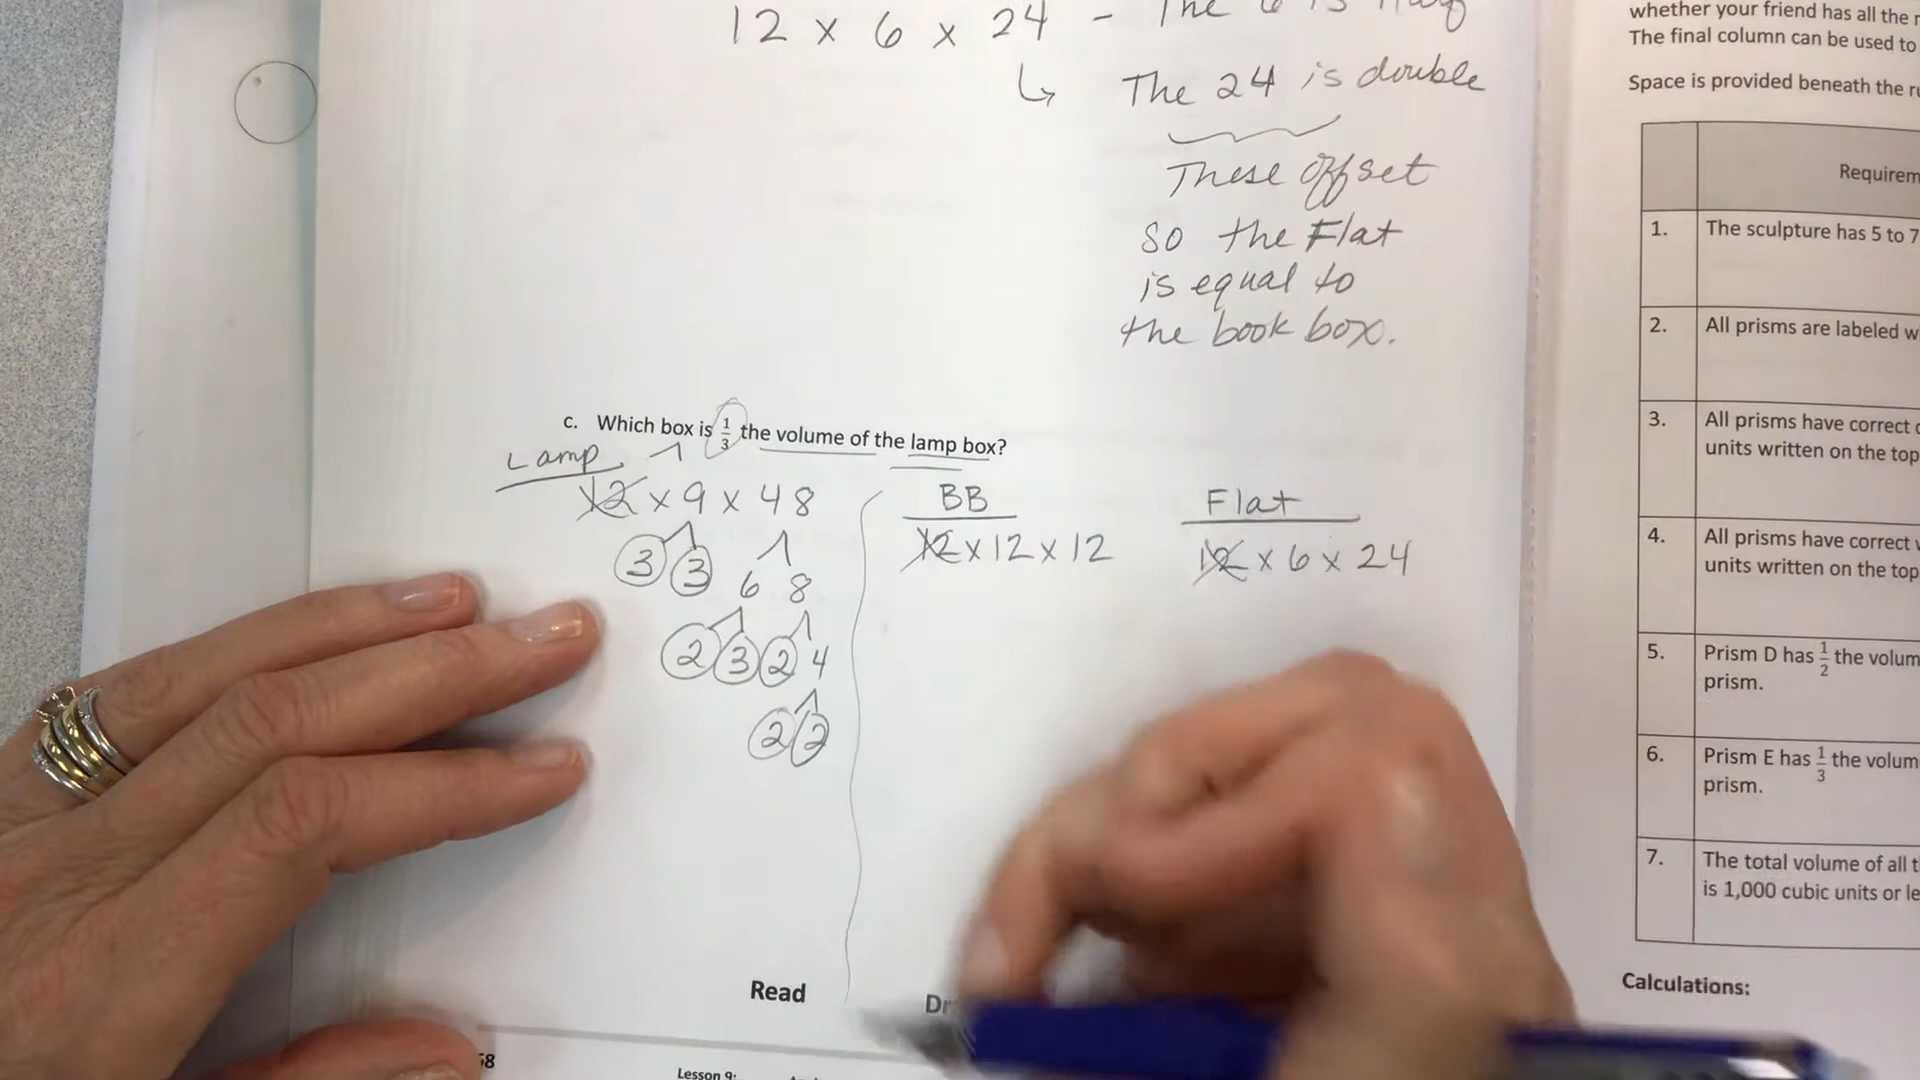 12 x 6 x 24 - The 6 is half
↳ The 24 is double
These offset
so the Flat
is equal to
the book box.
c. Which box is 1/3 the volume of the lamp box?
Lamp
12 x 9 x 48
3 3 6 8
2 3 2 4
2 2
BB
12 x 12 x 12
Flat
12 x 6 x 24
Read
Lesson 9:
whether your friend has all the
The final column can be used to
Space is provided beneath the
1. The sculpture has 5 to 7
2. All prisms are labeled
3. All prisms have correct
units written on the top
4. All prisms have correct
units written on the top
5. Prism D has 1/2 the
prism.
6. Prism E has 1/3 the
prism.
7. The total volume of all
is 1,000 cubic units or
Calculations: